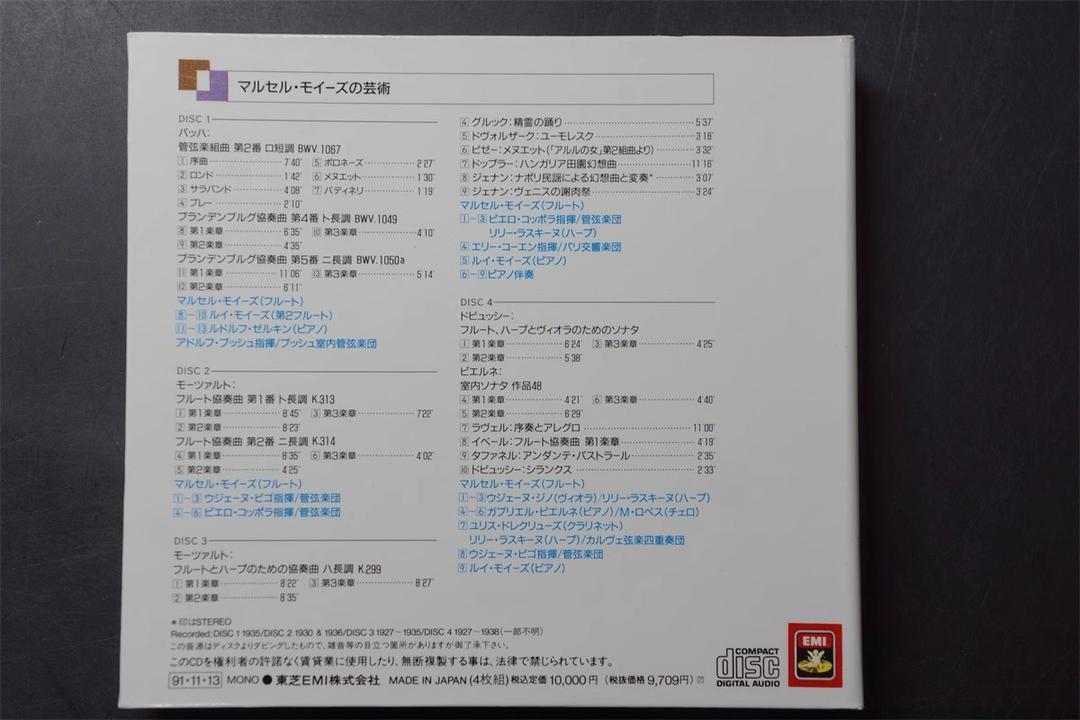 マルセル・モイーズの芸術
DISC 1
バッハ:
管弦楽組曲 第2番 ロ短調 BWV.1067
① 序曲 7′40″ ⑤ ポロネーズ 2′27″
② ロンド 1′42″ ⑥ メヌエット 1′30″
③ サラバンド 4′08″ ⑦ バディネリ 1′19″
④ ブレー 2′10″
ブランデンブルグ協奏曲 第4番 ト長調 BWV.1049
⑧ 第1楽章 6′35″ ⑩ 第3楽章 4′10″
⑨ 第2楽章 4′35″
ブランデンブルグ協奏曲 第5番 ニ長調 BWV.1050a
⑪ 第1楽章 11′06″ ⑬ 第3楽章 5′14″
⑫ 第2楽章 6′11″
マルセル・モイーズ(フルート)
⑧−⑩ ルイ・モイーズ(第2フルート)
⑪−⑬ ルドルフ・ゼルキン(ピアノ)
アドルフ・ブッシュ指揮/ブッシュ室内管弦楽団
DISC 2
モーツァルト:
フルート協奏曲 第1番 ト長調 K.313
① 第1楽章 8′45″ ③ 第3楽章 7′22″
② 第2楽章 8′23″
フルート協奏曲 第2番 ニ長調 K.314
④ 第1楽章 8′35″ ⑥ 第3楽章 4′02″
⑤ 第2楽章 4′25″
マルセル・モイーズ(フルート)
①−③ ウジェーヌ・ビゴ指揮/管弦楽団
④−⑥ ピエロ・コッポラ指揮/管弦楽団
DISC 3
モーツァルト:
フルートとハープのための協奏曲 ハ長調 K.299
① 第1楽章 8′22″ ③ 第3楽章 8′27″
② 第2楽章 8′35″
④ グルック:精霊の踊り 5′37″
⑤ ドヴォルザーク:ユーモレスク 3′18″
⑥ ビゼー:メヌエット(「アルルの女」第2組曲より) 3′32″
⑦ ドップラー:ハンガリア田園幻想曲 11′16″
⑧ ジェナン:ナポリ民謡による幻想曲と変奏* 3′07″
⑨ ジェナン:ヴェニスの謝肉祭 3′24″
マルセル・モイーズ(フルート)
①−③ ピエロ・コッポラ指揮/管弦楽団
リリー・ラスキーヌ(ハープ)
④ エリー・コーエン指揮/パリ交響楽団
⑤ ルイ・モイーズ(ピアノ)
⑥−⑨ピアノ伴奏
DISC 4
ドビュッシー:
フルート、ハープとヴィオラのためのソナタ
① 第1楽章 6′24″ ③ 第3楽章 4′25″
② 第2楽章 5′38″
ピエルネ:
室内ソナタ 作品48
④ 第1楽章 4′21″ ⑥ 第3楽章 4′40″
⑤ 第2楽章 6′29″
⑦ ラヴェル:序奏とアレグロ 11′00″
⑧ イベール:フルート協奏曲 第1楽章 4′19″
⑨ タファネル:アンダンテ・パストラール 2′35″
⑩ ドビュッシー:シランクス 2′33″
マルセル・モイーズ(フルート)
①−③ウジェーヌ・ジノ(ヴィオラ)/リリー・ラスキーヌ(ハープ)
④−⑥ガブリエル・ピエルネ(ピアノ)/M・ロペス(チェロ)
⑦ユリス・ドレクリューズ(クラリネット)
リリー・ラスキーヌ(ハープ)/カルヴェ弦楽四重奏団
⑧ ウジェーヌ・ビゴ指揮/管弦楽団
⑨ ルイ・モイーズ(ピアノ)
*印はSTEREO
Recorded: DISC 1 1935/DISC 2 1930 & 1936/DISC 3 1927〜1935/DISC 4 1927〜1938(一部不明)
この音源はディスクよりダビングしたもので、雑音等の目立つ箇所がありますが御了承下さい。
このCDを権利者の許諾なく賃貸業に使用したり、無断複製する事は、法律で禁じられています。
91・11・13 MONO ● 東芝EMI株式会社 MADE IN JAPAN (4枚組) 税込定価 10,000円 (税抜価格 9,709円)
COMPACT
disc
DIGITAL AUDIO
EMI